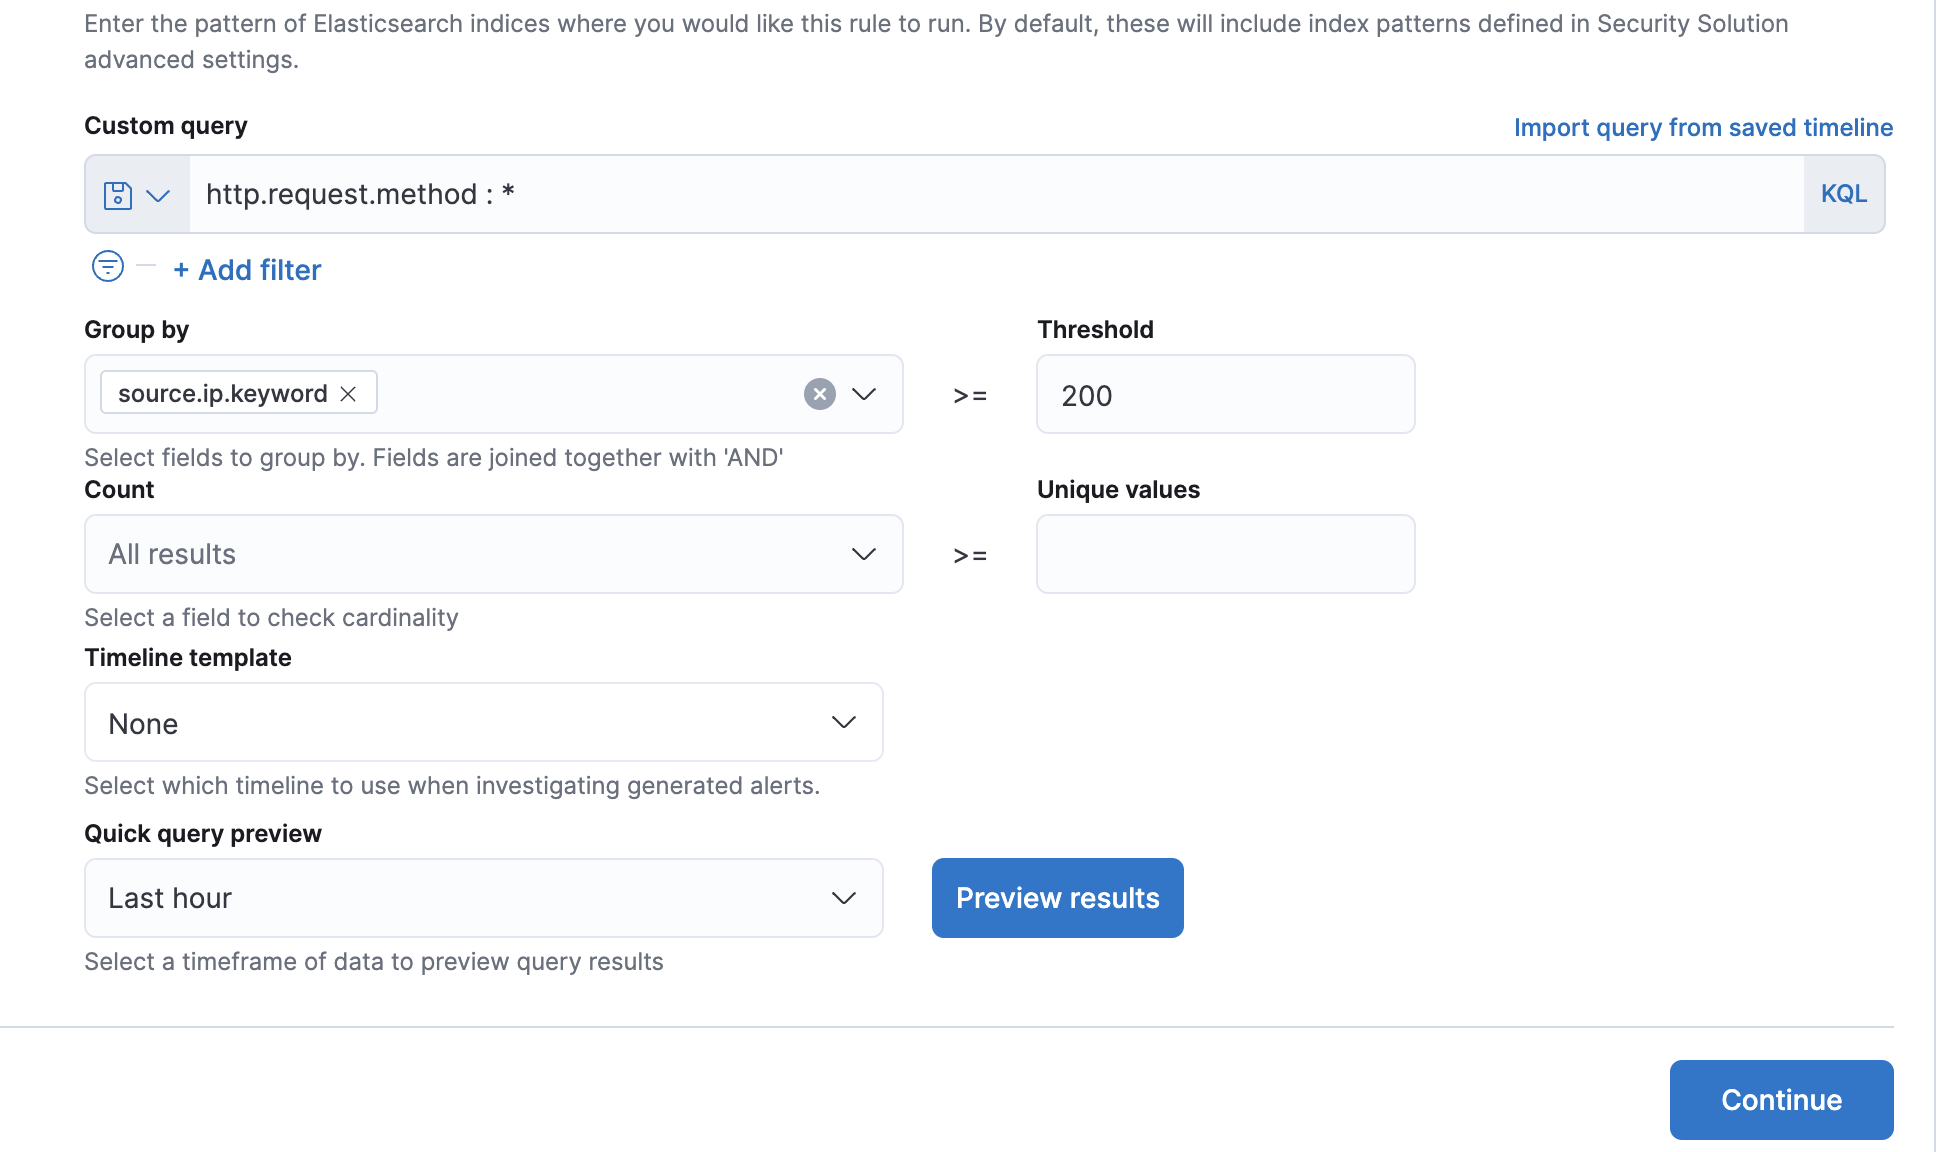 Enter the pattern of Elasticsearch indices where you would like this rule to run. By default, these will include index patterns defined in Security Solution
advanced settings.
Custom query
Import query from saved timeline
http.request.method : *
KQL
+ Add filter
Group by
Threshold
source.ip.keyword
>=
200
Select fields to group by. Fields are joined together with 'AND'
Count
Unique values
All results
>=
Select a field to check cardinality
Timeline template
None
Select which timeline to use when investigating generated alerts.
Quick query preview
Last hour
Preview results
Select a timeframe of data to preview query results
Continue